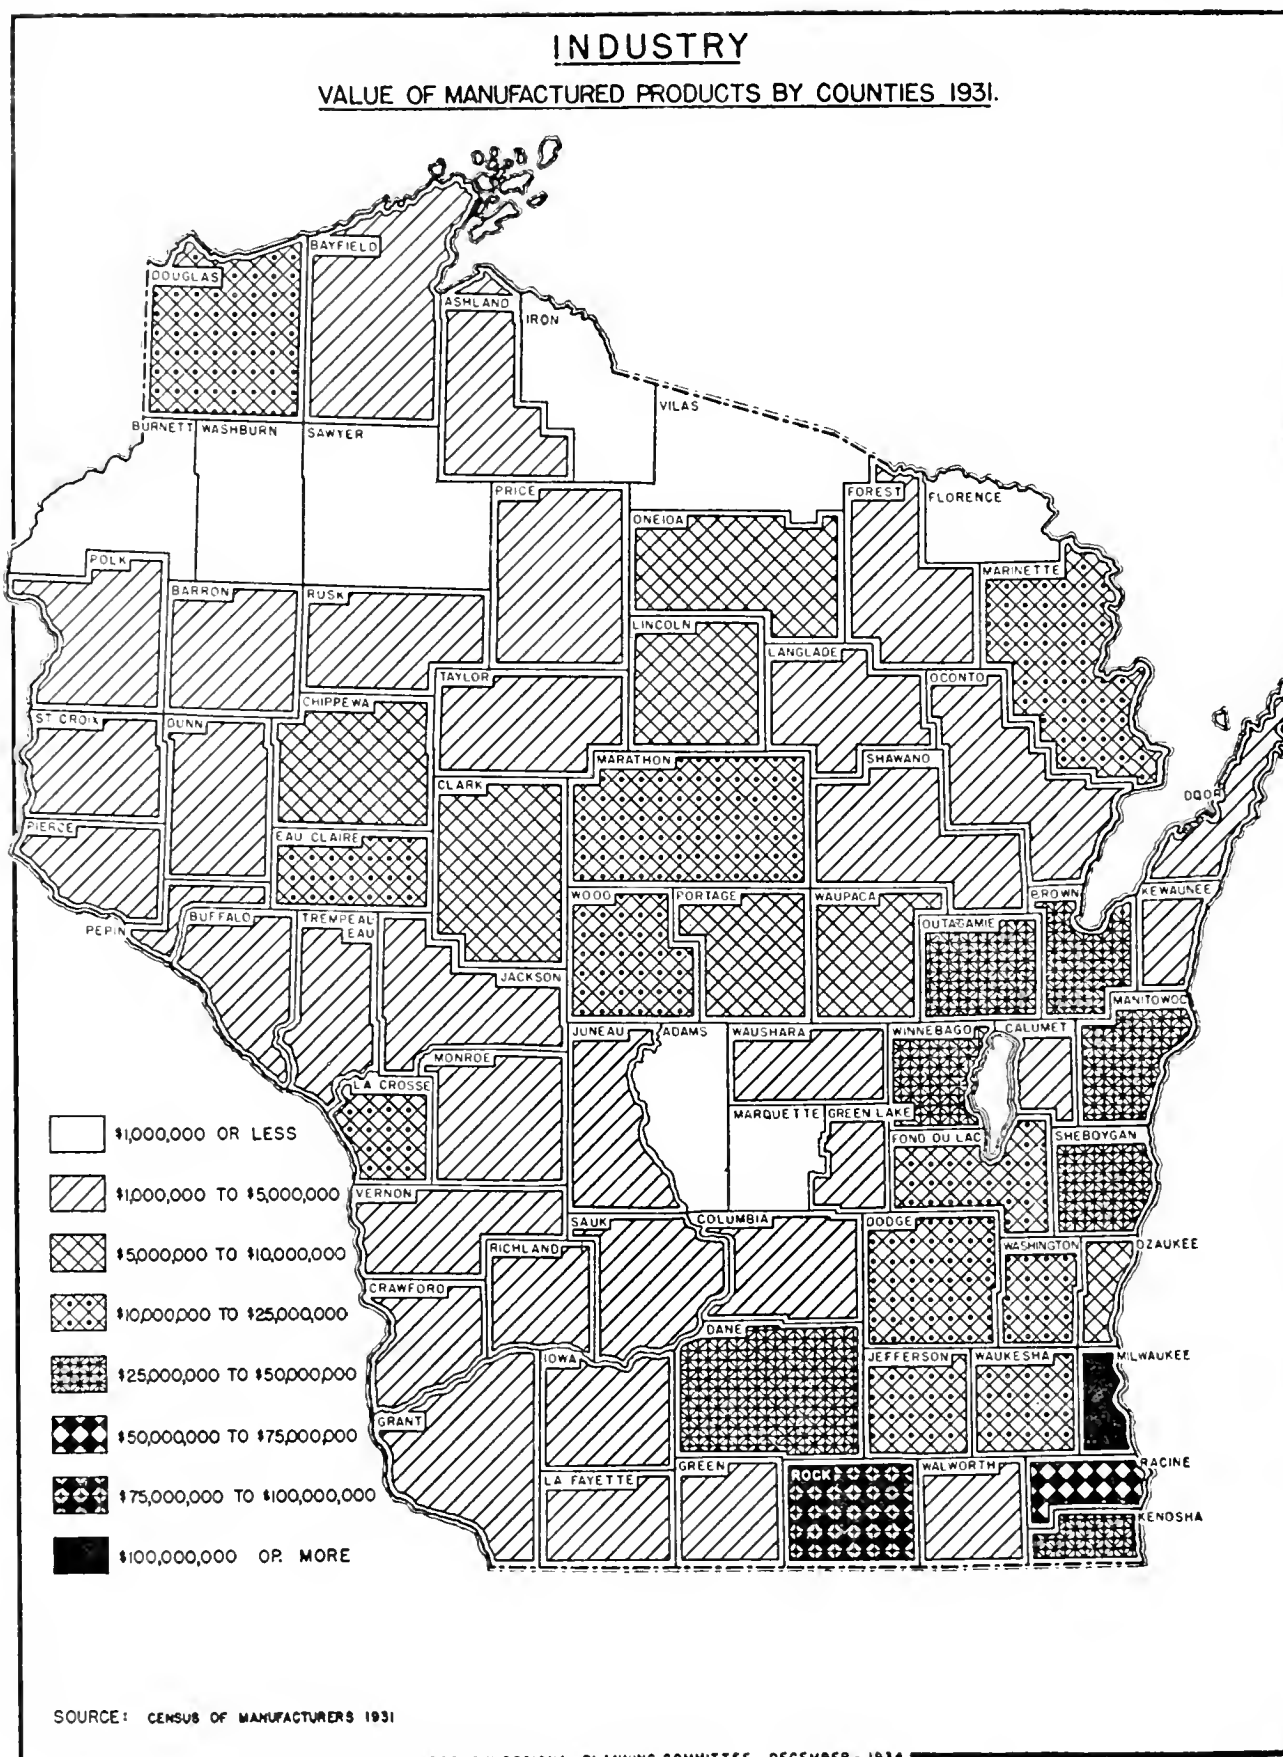 INDUSTRY
VALUE OF MANUFACTURED PRODUCTS BY COUNTIES 1931.
BAYFIELD
DOUGLAS
ASHLAND
IRON
VILAS
BURNETT
WASHBURN
SAWYER
PRICE
FOREST
FLORENCE
ONEIDA
POLK
MARINETTE
BARRON
RUSK
LINCOLN
LANGLADE
TAYLOR
OCONTO
CHIPPEWA
ST CROIX
DUNN
MARATHON
SHAWANO
CLARK
DOOR
PIERCE
EAU CLAIRE
WOOD
PORTAGE
WAUPACA
BROWN
KEWAUNEE
BUFFALO
TREMPEAL
EAU
OUTAGAMIE
PEPIN
JACKSON
MANITOWOC
JUNEAU
ADAMS
WAUSHARA
WINNEBAGO
CALUMET
MONROE
LA CROSSE
MARQUETTE
GREEN LAKE
FOND DU LAC
SHEBOYGAN
$1,000,000 OR LESS
$1,000,000 TO $5,000,000
VERNON
SAUK
COLUMBIA
DODGE
RICHLAND
WASHINGTON
OZAUKEE
$5,000,000 TO $10,000,000
CRAWFORD
$10,000,000 TO $25,000,000
DANE
IOWA
JEFFERSON
WAUKESHA
MILWAUKEE
$25,000,000 TO $50,000,000
GRANT
$50,000,000 TO $75,000,000
LA FAYETTE
GREEN
ROCK
WALWORTH
RACINE
$75,000,000 TO $100,000,000
KENOSHA
$100,000,000 OR MORE
SOURCE: CENSUS OF MANUFACTURERS 1931
PLANNING COMMITTEE DECEMBER - 1934